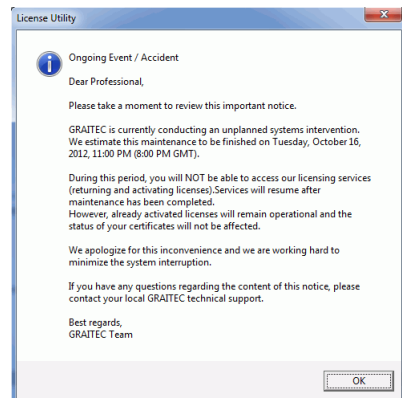 License Utility
Ongoing Event / Accident
Dear Professional,
Please take a moment to review this important notice.
GRAITEC is currently conducting an unplanned systems intervention.
We estimate this maintenance to be finished on Tuesday, October 16,
2012, 11:00 PM (8:00 PM GMT).
During this period, you will NOT be able to access our licensing services
(returning and activating licenses).Services will resume after
maintenance has been completed.
However, already activated licenses will remain operational and the
status of your certificates will not be affected.
We apologize for this inconvenience and we are working hard to
minimize the system interruption.
If you have any questions regarding the content of this notice, please
contact your local GRAITEC technical support.
Best regards,
GRAITEC Team
OK